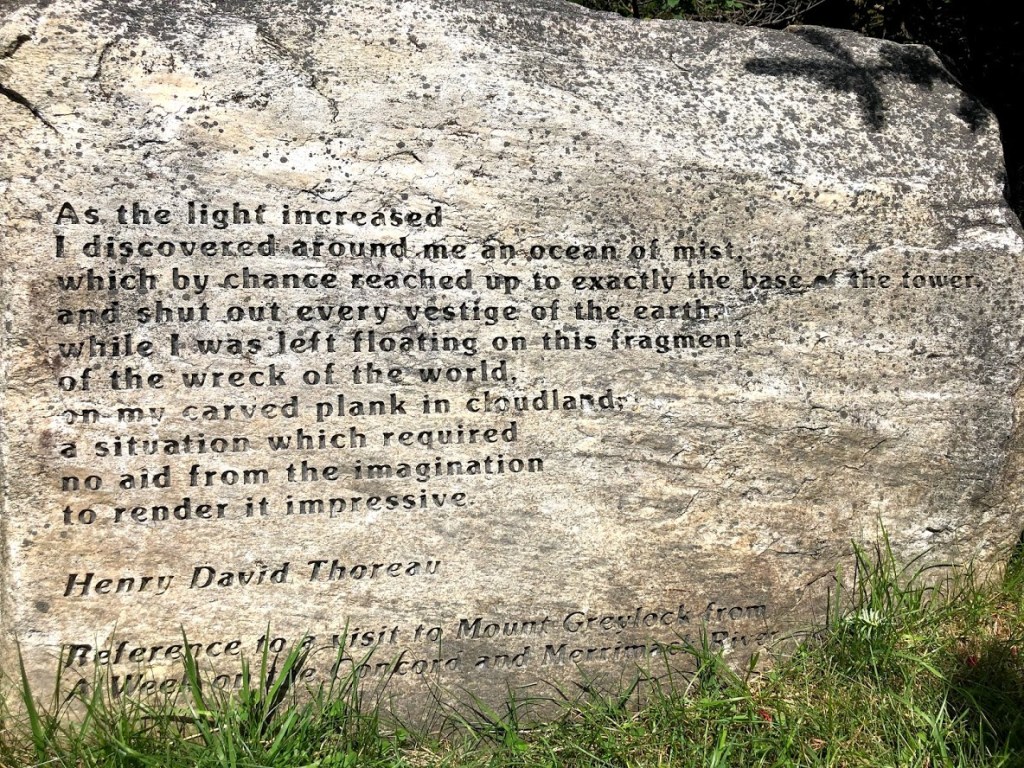 As the light increased
I discovered around me an ocean of mist,
which by chance reached up to exactly the base of the tower,
and shut out every vestige of the earth,
while I was left floating on this fragment
of the wreck of the world,
on my carved plank in cloudland;
a situation which required
no aid from the imagination
to render it impressive.
Henry David Thoreau
Reference to a visit to Mount Greylock from
A Week on the Concord and Merrimack River